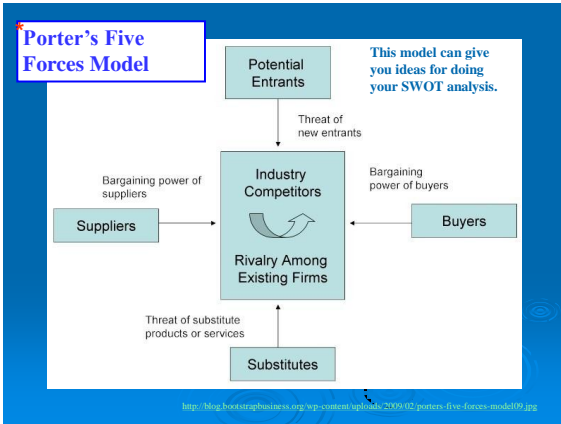 *Porter's Five
Forces Model
This model can give
you ideas for doing
your SWOT analysis.
Potential
Entrants
Threat of
new entrants
Bargaining power of
suppliers
Industry
Competitors
Bargaining
power of buyers
Suppliers
Buyers
Rivalry Among
Existing Firms
Threat of substitute
products or services
Substitutes
http://blog.bootstrapbusiness.org/wp-content/uploads/2009/02/porters-five-forces-model09.jpg